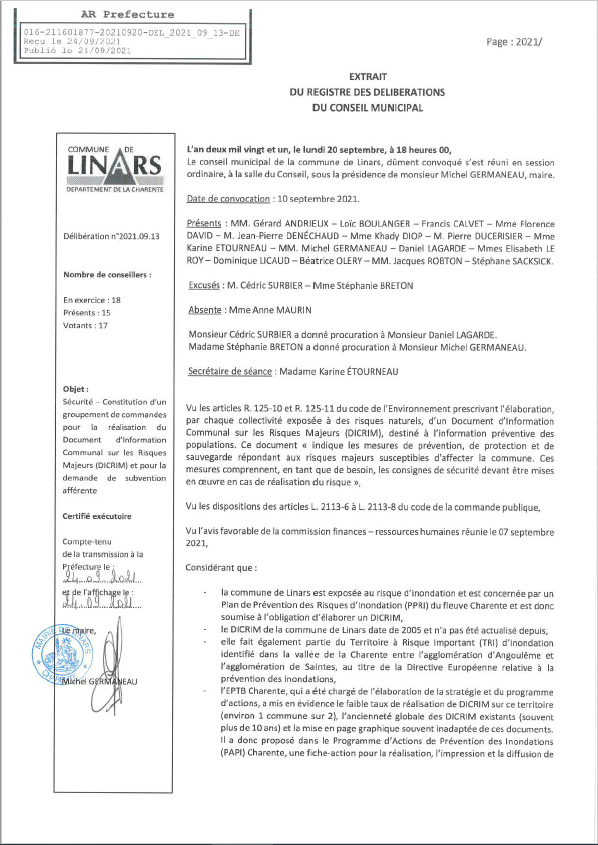 AR Prefecture
016-211601877-20210920-DEL_2021_09_13-DE
Reçu le 24/09/2021
Publié le 24/09/2021
Page : 2021/
EXTRAIT
DU REGISTRE DES DELIBERATIONS
DU CONSEIL MUNICIPAL
COMMUNE DE
LINARS
DEPARTEMENT DE LA CHARENTE
Délibération n°2021.09.13
Nombre de conseillers :
En exercice : 18
Présents : 15
Votants : 17
Objet :
Sécurité – Constitution d'un
groupement de commandes
pour la réalisation du
Document d'Information
Communal sur les Risques
Majeurs (DICRIM) et pour la
demande de subvention
afférente
Certifié exécutoire
Compte-tenu
de la transmission à la
Préfecture le :
24.09.2021
et de l'affichage le :
24.09.2021
Le maire,
MAIRIE DE LINARS
Michel GERMANEAU
L'an deux mil vingt et un, le lundi 20 septembre, à 18 heures 00,
Le conseil municipal de la commune de Linars, dûment convoqué s'est réuni en session
ordinaire, à la salle du Conseil, sous la présidence de monsieur Michel GERMANEAU, maire.
Date de convocation : 10 septembre 2021.
Présents : MM. Gérard ANDRIEUX – Loïc BOULANGER – Francis CALVET – Mme Florence
DAVID – M. Jean-Pierre DENÉCHAUD – Mme Khady DIOP – M. Pierre DUCERISIER – Mme
Karine ETOURNEAU – MM. Michel GERMANEAU – Daniel LAGARDE – Mmes Elisabeth LE
ROY – Dominique LICAUD – Béatrice OLERY – MM. Jacques ROBTON – Stéphane SACKSICK.
Excusés : M. Cédric SURBIER – Mme Stéphanie BRETON
Absente : Mme Anne MAURIN
Monsieur Cédric SURBIER a donné procuration à Monsieur Daniel LAGARDE.
Madame Stéphanie BRETON a donné procuration à Monsieur Michel GERMANEAU.
Secrétaire de séance : Madame Karine ÉTOURNEAU
Vu les articles R. 125-10 et R. 125-11 du code de l'Environnement prescrivant l'élaboration,
par chaque collectivité exposée à des risques naturels, d'un Document d'Information
Communal sur les Risques Majeurs (DICRIM), destiné à l'information préventive des
populations. Ce document « indique les mesures de prévention, de protection et de
sauvegarde répondant aux risques majeurs susceptibles d'affecter la commune. Ces
mesures comprennent, en tant que de besoin, les consignes de sécurité devant être mises
en œuvre en cas de réalisation du risque »,
Vu les dispositions des articles L. 2113-6 à L. 2113-8 du code de la commande publique,
Vu l'avis favorable de la commission finances – ressources humaines réunie le 07 septembre
2021,
Considérant que :
- la commune de Linars est exposée au risque d'inondation et est concernée par un
Plan de Prévention des Risques d'Inondation (PPRI) du fleuve Charente et est donc
soumise à l'obligation d'élaborer un DICRIM,
- le DICRIM de la commune de Linars date de 2005 et n'a pas été actualisé depuis,
- elle fait également partie du Territoire à Risque Important (TRI) d'inondation
identifié dans la vallée de la Charente entre l'agglomération d'Angoulême et
l'agglomération de Saintes, au titre de la Directive Européenne relative à la
prévention des inondations,
- l'EPTB Charente, qui a été chargé de l'élaboration de la stratégie et du programme
d'actions, a mis en évidence le faible taux de réalisation de DICRIM sur ce territoire
(environ 1 commune sur 2), l'ancienneté globale des DICRIM existants (souvent
plus de 10 ans) et la mise en page graphique souvent inadaptée de ces documents.
Il a donc proposé dans le Programme d'Actions de Prévention des Inondations
(PAPI) Charente, une fiche-action pour la réalisation, l'impression et la diffusion de